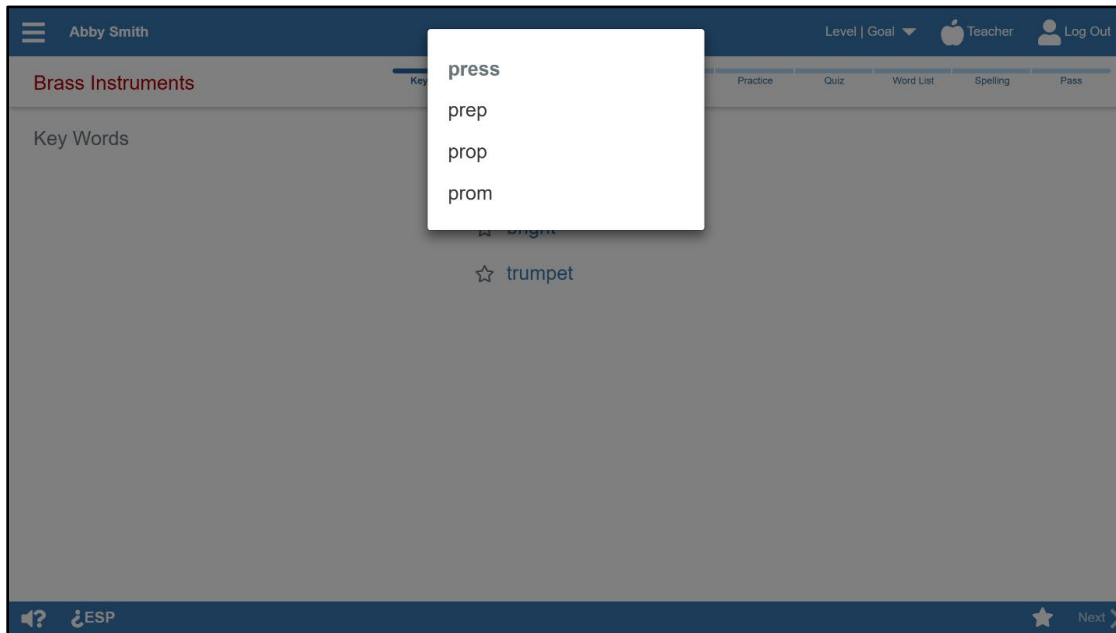 Abby Smith
Level | Goal
Teacher
Log Out
Brass Instruments
Key
Practice
Quiz
Word List
Spelling
Pass
Key Words
press
prep
prop
prom
bright
trumpet
?
¿ESP
Next